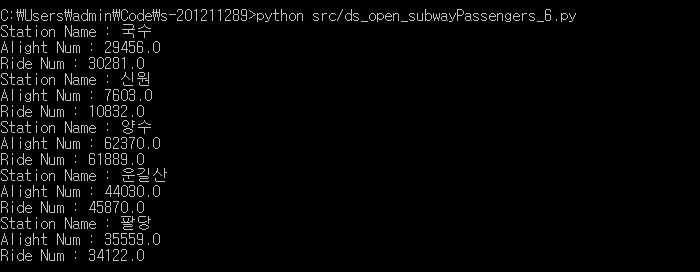 C:₩Users₩admin₩Code₩s-201211289>python src/ds_open_subwayPassengers_6.py
Station Name : 국수
Alight Num : 29456.0
Ride Num : 30281.0
Station Name : 신원
Alight Num : 7603.0
Ride Num : 10832.0
Station Name : 양수
Alight Num : 62370.0
Ride Num : 61889.0
Station Name : 운길산
Alight Num : 44030.0
Ride Num : 45870.0
Station Name : 팔당
Alight Num : 35559.0
Ride Num : 34122.0